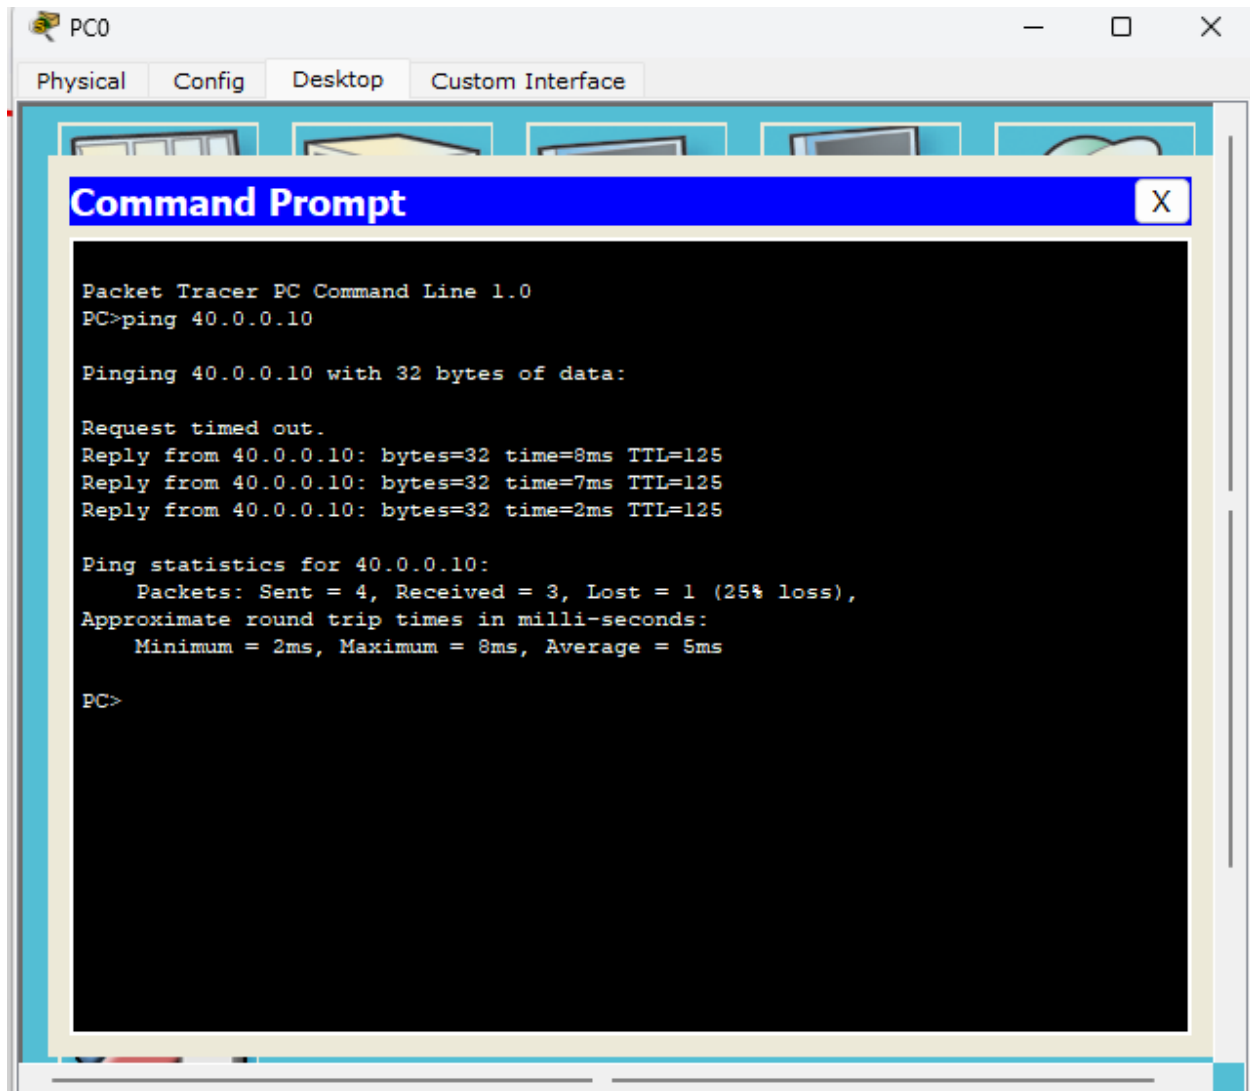 PC0
Physical Config Desktop Custom Interface
Command Prompt X
Packet Tracer PC Command Line 1.0
PC>ping 40.0.0.10
Pinging 40.0.0.10 with 32 bytes of data:
Request timed out.
Reply from 40.0.0.10: bytes=32 time=8ms TTL=125
Reply from 40.0.0.10: bytes=32 time=7ms TTL=125
Reply from 40.0.0.10: bytes=32 time=2ms TTL=125
Ping statistics for 40.0.0.10:
Packets: Sent = 4, Received = 3, Lost = 1 (25% loss),
Approximate round trip times in milli-seconds:
Minimum = 2ms, Maximum = 8ms, Average = 5ms
PC>